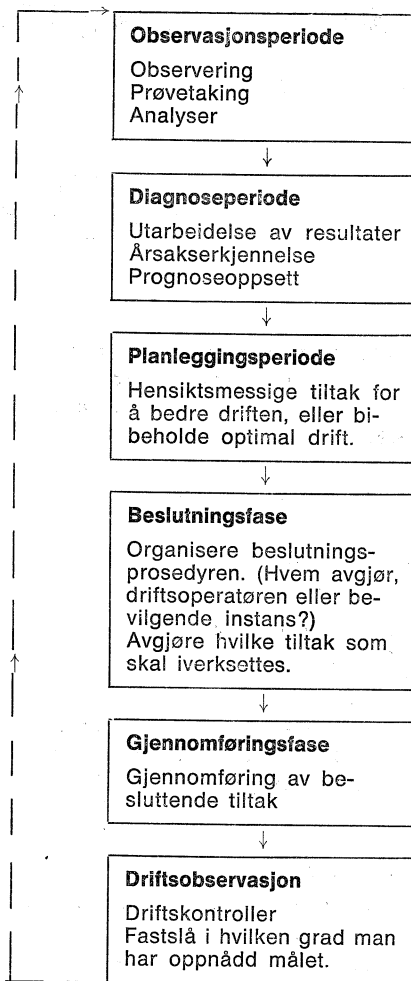 Observasjonsperiode
Observering
Prøvetaking
Analyser
Diagnoseperiode
Utarbeidelse av resultater
Årsakserkjennelse
Prognoseoppsett
Planleggingsperiode
Hensiktsmessige tiltak for
å bedre driften, eller bi-
beholde optimal drift.
Beslutningsfase
Organisere beslutnings-
prosedyren. (Hvem avgjør,
driftsoperatøren eller be-
vilgende instans?)
Avgjøre hvilke tiltak som
skal iverksettes.
Gjennomføringsfase
Gjennomføring av be-
sluttende tiltak
Driftsobservasjon
Driftskontroller
Fastslå i hvilken grad man
har oppnådd målet.